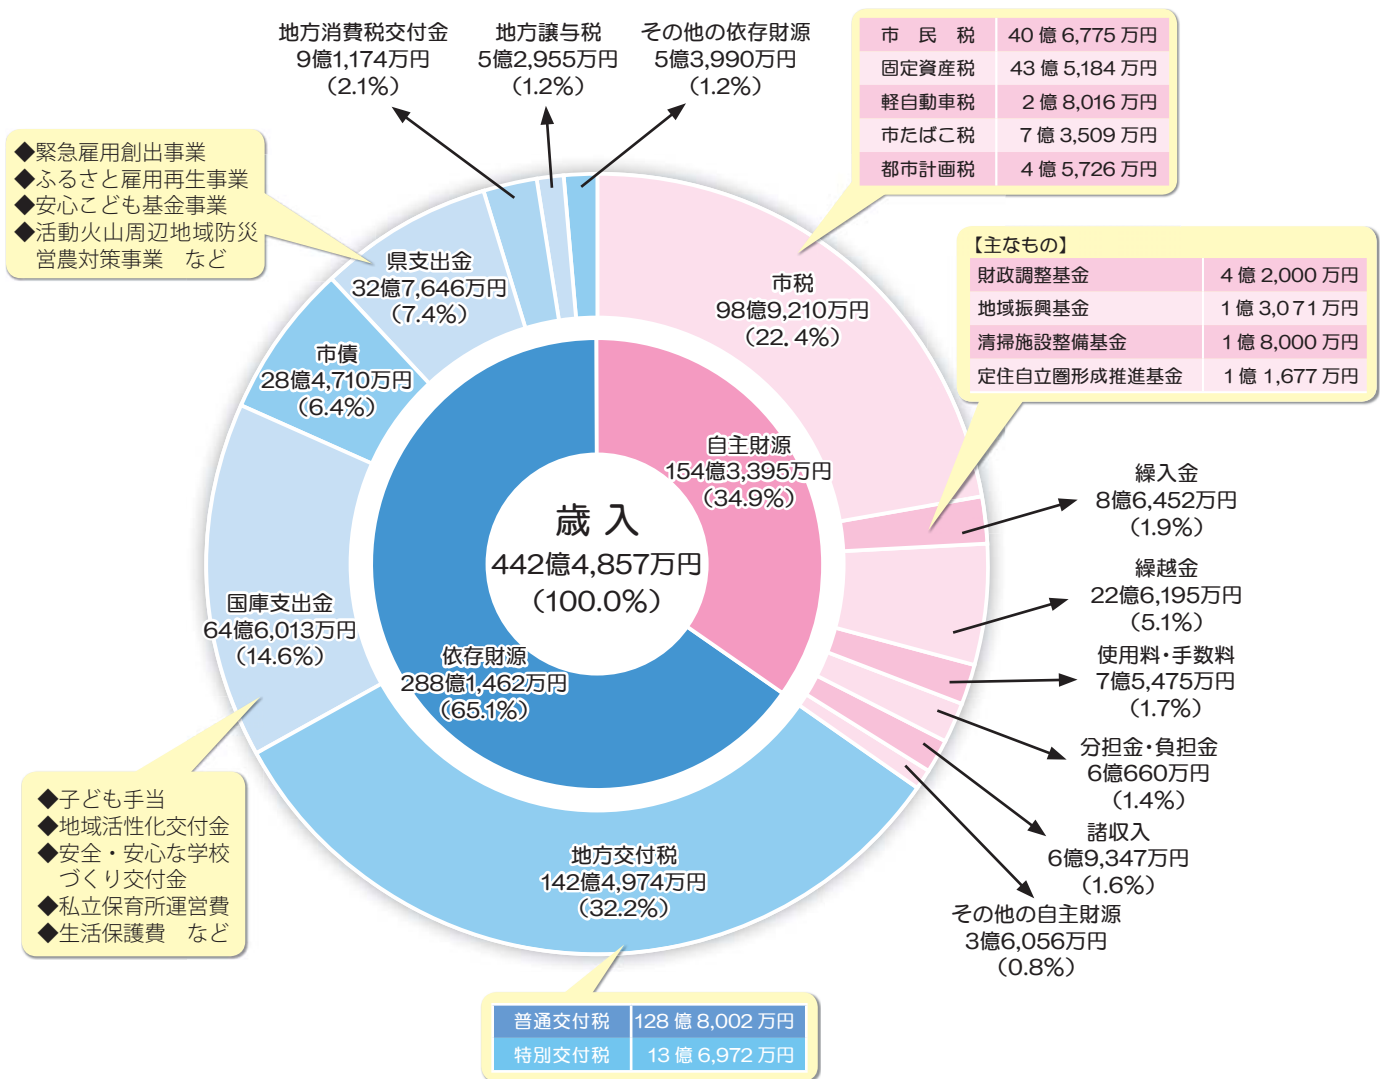 地方消費税交付金
9億1,174万円
(2.1%)
地方譲与税
5億2,955万円
(1.2%)
その他の依存財源
5億3,990万円
(1.2%)
市民税 40億6,775万円
固定資産税 43億5,184万円
軽自動車税 2億8,016万円
市たばこ税 7億3,509万円
都市計画税 4億5,726万円
◆緊急雇用創出事業
◆ふるさと雇用再生事業
◆安心こども基金事業
◆活動火山周辺地域防災
営農対策事業 など
【主なもの】
財政調整基金 4億2,000万円
地域振興基金 1億3,071万円
清掃施設整備基金 1億8,000万円
定住自立圏形成推進基金 1億1,677万円
県支出金
32億7,646万円
(7.4%)
市税
98億9,210万円
(22.4%)
市債
28億4,710万円
(6.4%)
自主財源
154億3,395万円
(34.9%)
歳入
442億4,857万円
(100.0%)
繰入金
8億6,452万円
(1.9%)
繰越金
22億6,195万円
(5.1%)
国庫支出金
64億6,013万円
(14.6%)
依存財源
288億1,462万円
(65.1%)
使用料・手数料
7億5,475万円
(1.7%)
分担金・負担金
6億660万円
(1.4%)
諸収入
6億9,347万円
(1.6%)
その他の自主財源
3億6,056万円
(0.8%)
◆子ども手当
◆地域活性化交付金
◆安全・安心な学校
づくり交付金
◆私立保育所運営費
◆生活保護費 など
地方交付税
142億4,974万円
(32.2%)
普通交付税 128億8,002万円
特別交付税 13億6,972万円